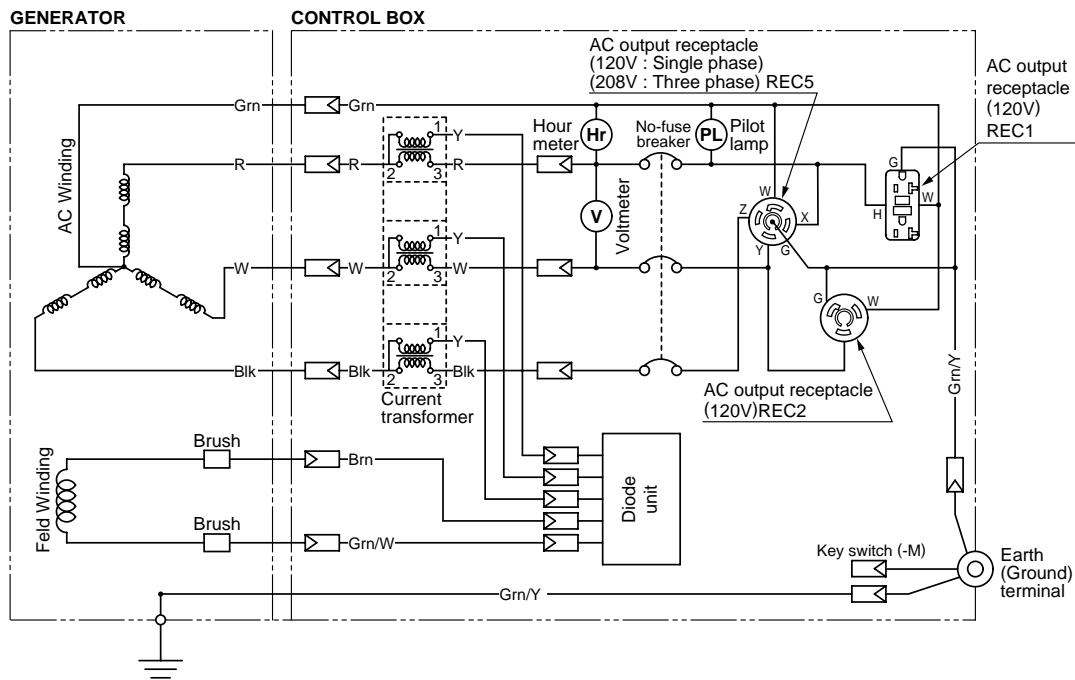 GENERATOR
CONTROL BOX
AC output receptacle
(120V : Single phase)
(208V : Three phase) REC5
AC output
receptacle
(120V)
REC1
Grn
Grn
1
Y
Hour
meter
Hr
No-fuse
breaker
PL
Pilot
lamp
AC Winding
R
R
2
3
R
G
W
H
W
Z
X
Y
G
V
Voltmeter
1
Y
W
W
2
3
W
G
W
1
Y
Blk
Blk
2
3
Blk
Grn/Y
Current
transformer
AC output receptacle
(120V)REC2
Feld Winding
Brush
Brn
Diode
unit
Brush
Grn/W
Key switch (-M)
Earth
(Ground)
terminal
Grn/Y